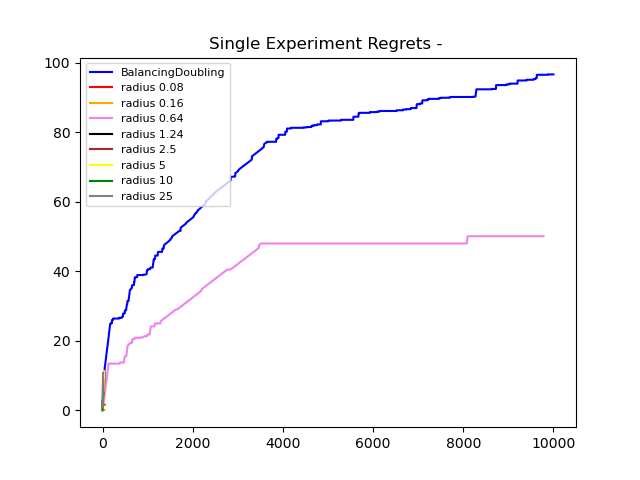 Single Experiment Regrets -
100
80
60
40
20
0
BalancingDoubling
radius 0.08
radius 0.16
radius 0.64
radius 1.24
radius 2.5
radius 5
radius 10
radius 25
0 2000 4000 6000 8000 10000